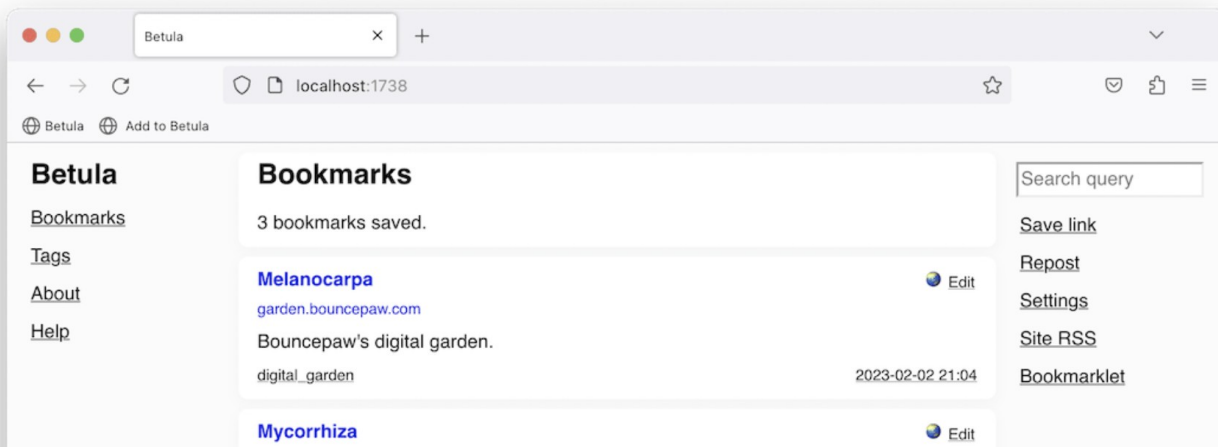 Betula
localhost:1738
Betula Add to Betula
Betula
Bookmarks
Tags
About
Help
Bookmarks
3 bookmarks saved.
Melanocarpa
Edit
garden.bouncepaw.com
Bouncepaw's digital garden.
digital_garden
2023-02-02 21:04
Mycorrhiza
Edit
Search query
Save link
Repost
Settings
Site RSS
Bookmarklet